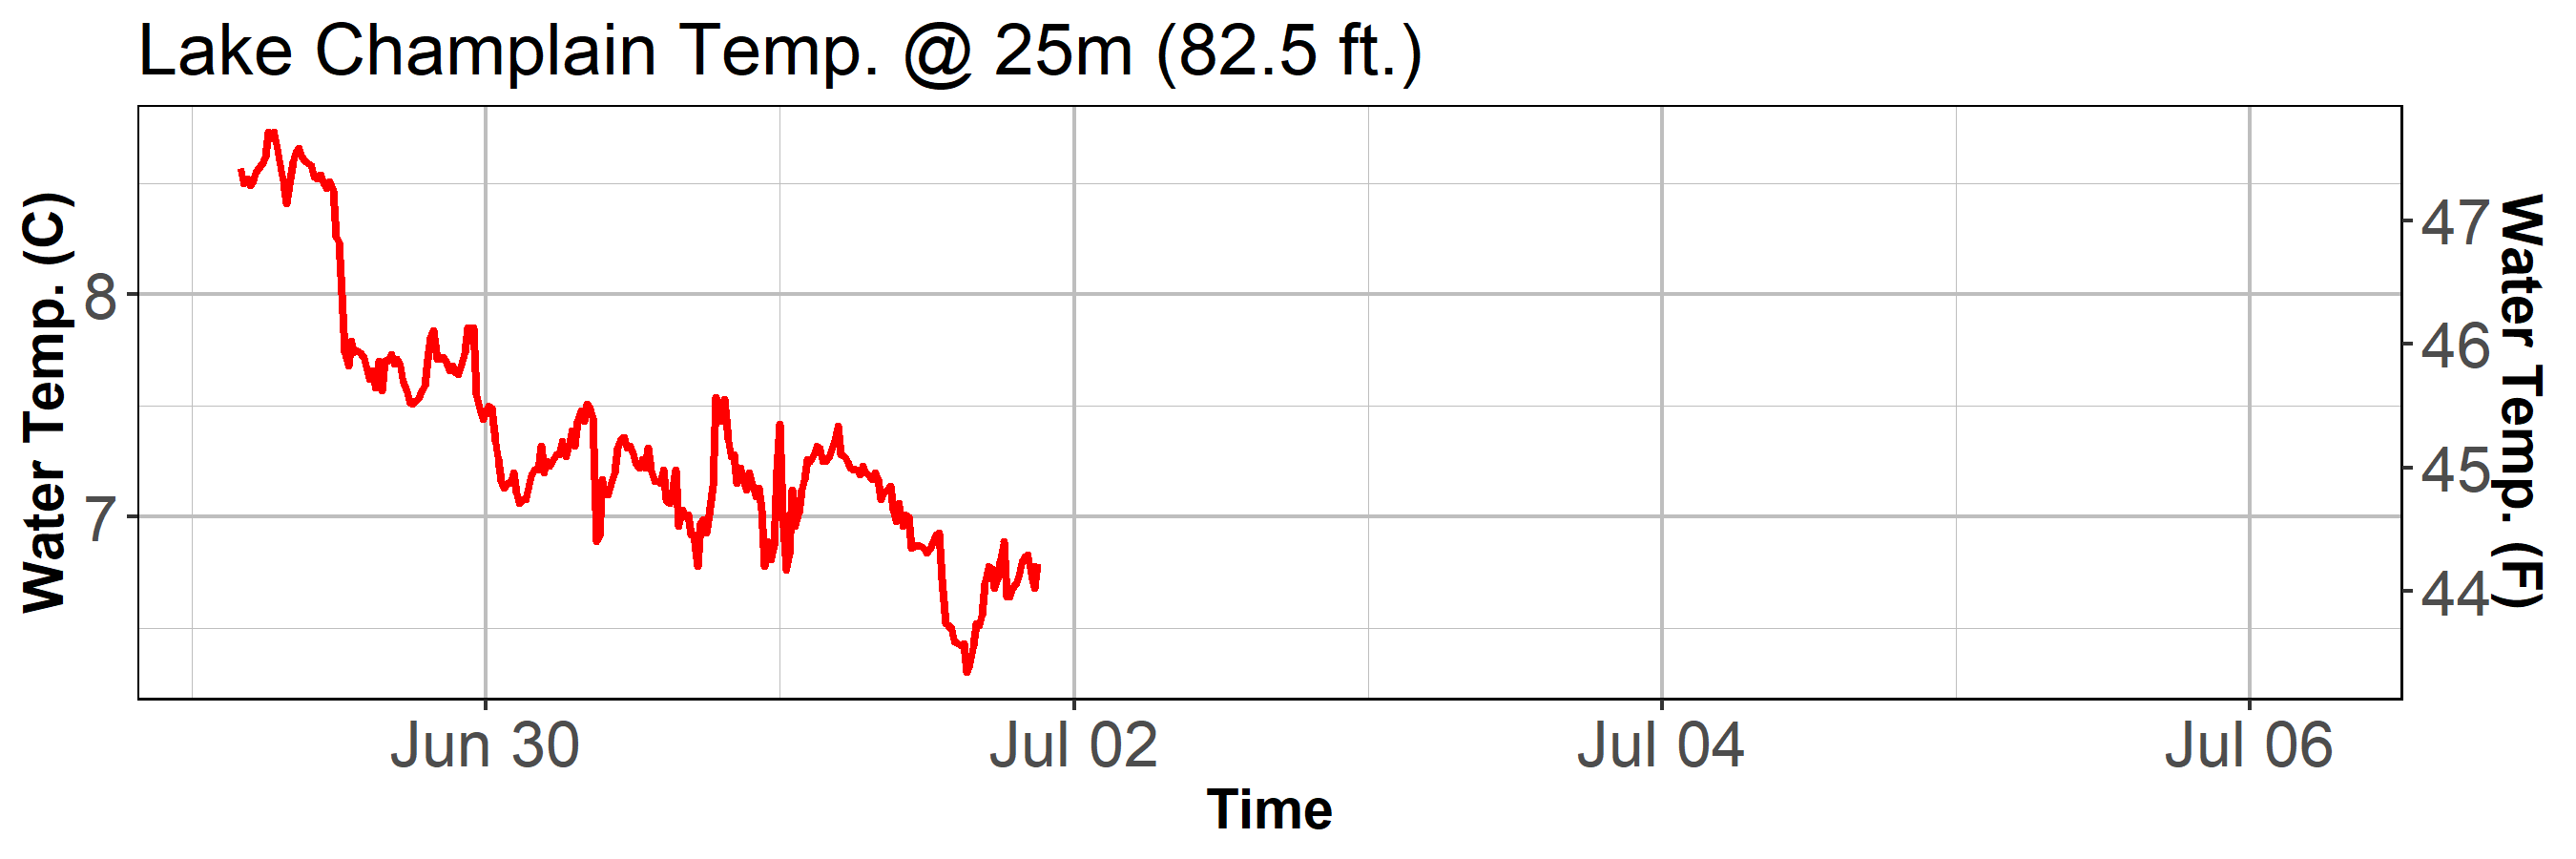 Lake Champlain Temp. @ 25m (82.5 ft.)
Water Temp. (C)
8
7
47
46
45
44
Water Temp. (F)
Jun 30
Jul 02
Jul 04
Jul 06
Time